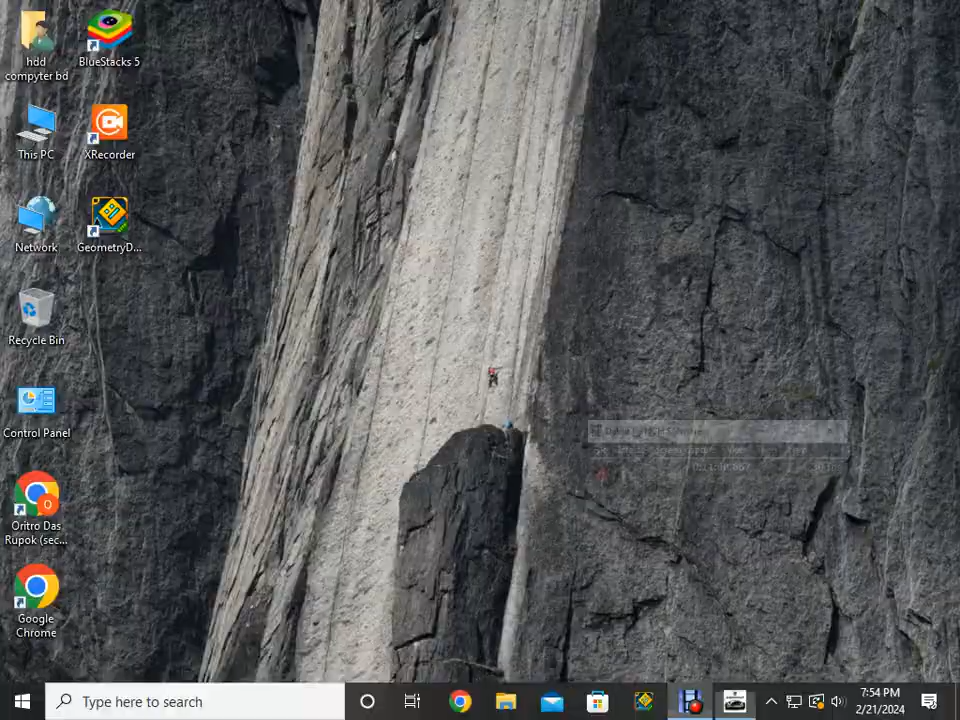 hdd
compyter bd
BlueStacks 5
This PC
XRecorder
Network
GeometryD...
Recycle Bin
Control Panel
Oritro Das
Rupok (sec...
Google
Chrome
Type here to search
7:54 PM
2/21/2024